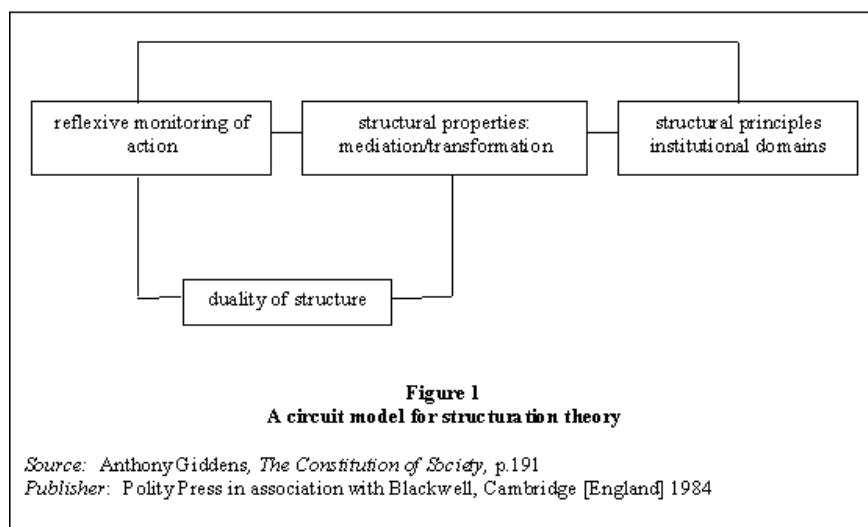 reflexive monitoring of
action
structural properties:
mediation/transformation
structural principles
institutional domains
duality of structure
Figure 1
A circuit model for structuration theory
Source: Anthony Giddens, The Constitution of Society, p.191
Publisher: Polity Press in association with Blackwell, Cambridge [England] 1984